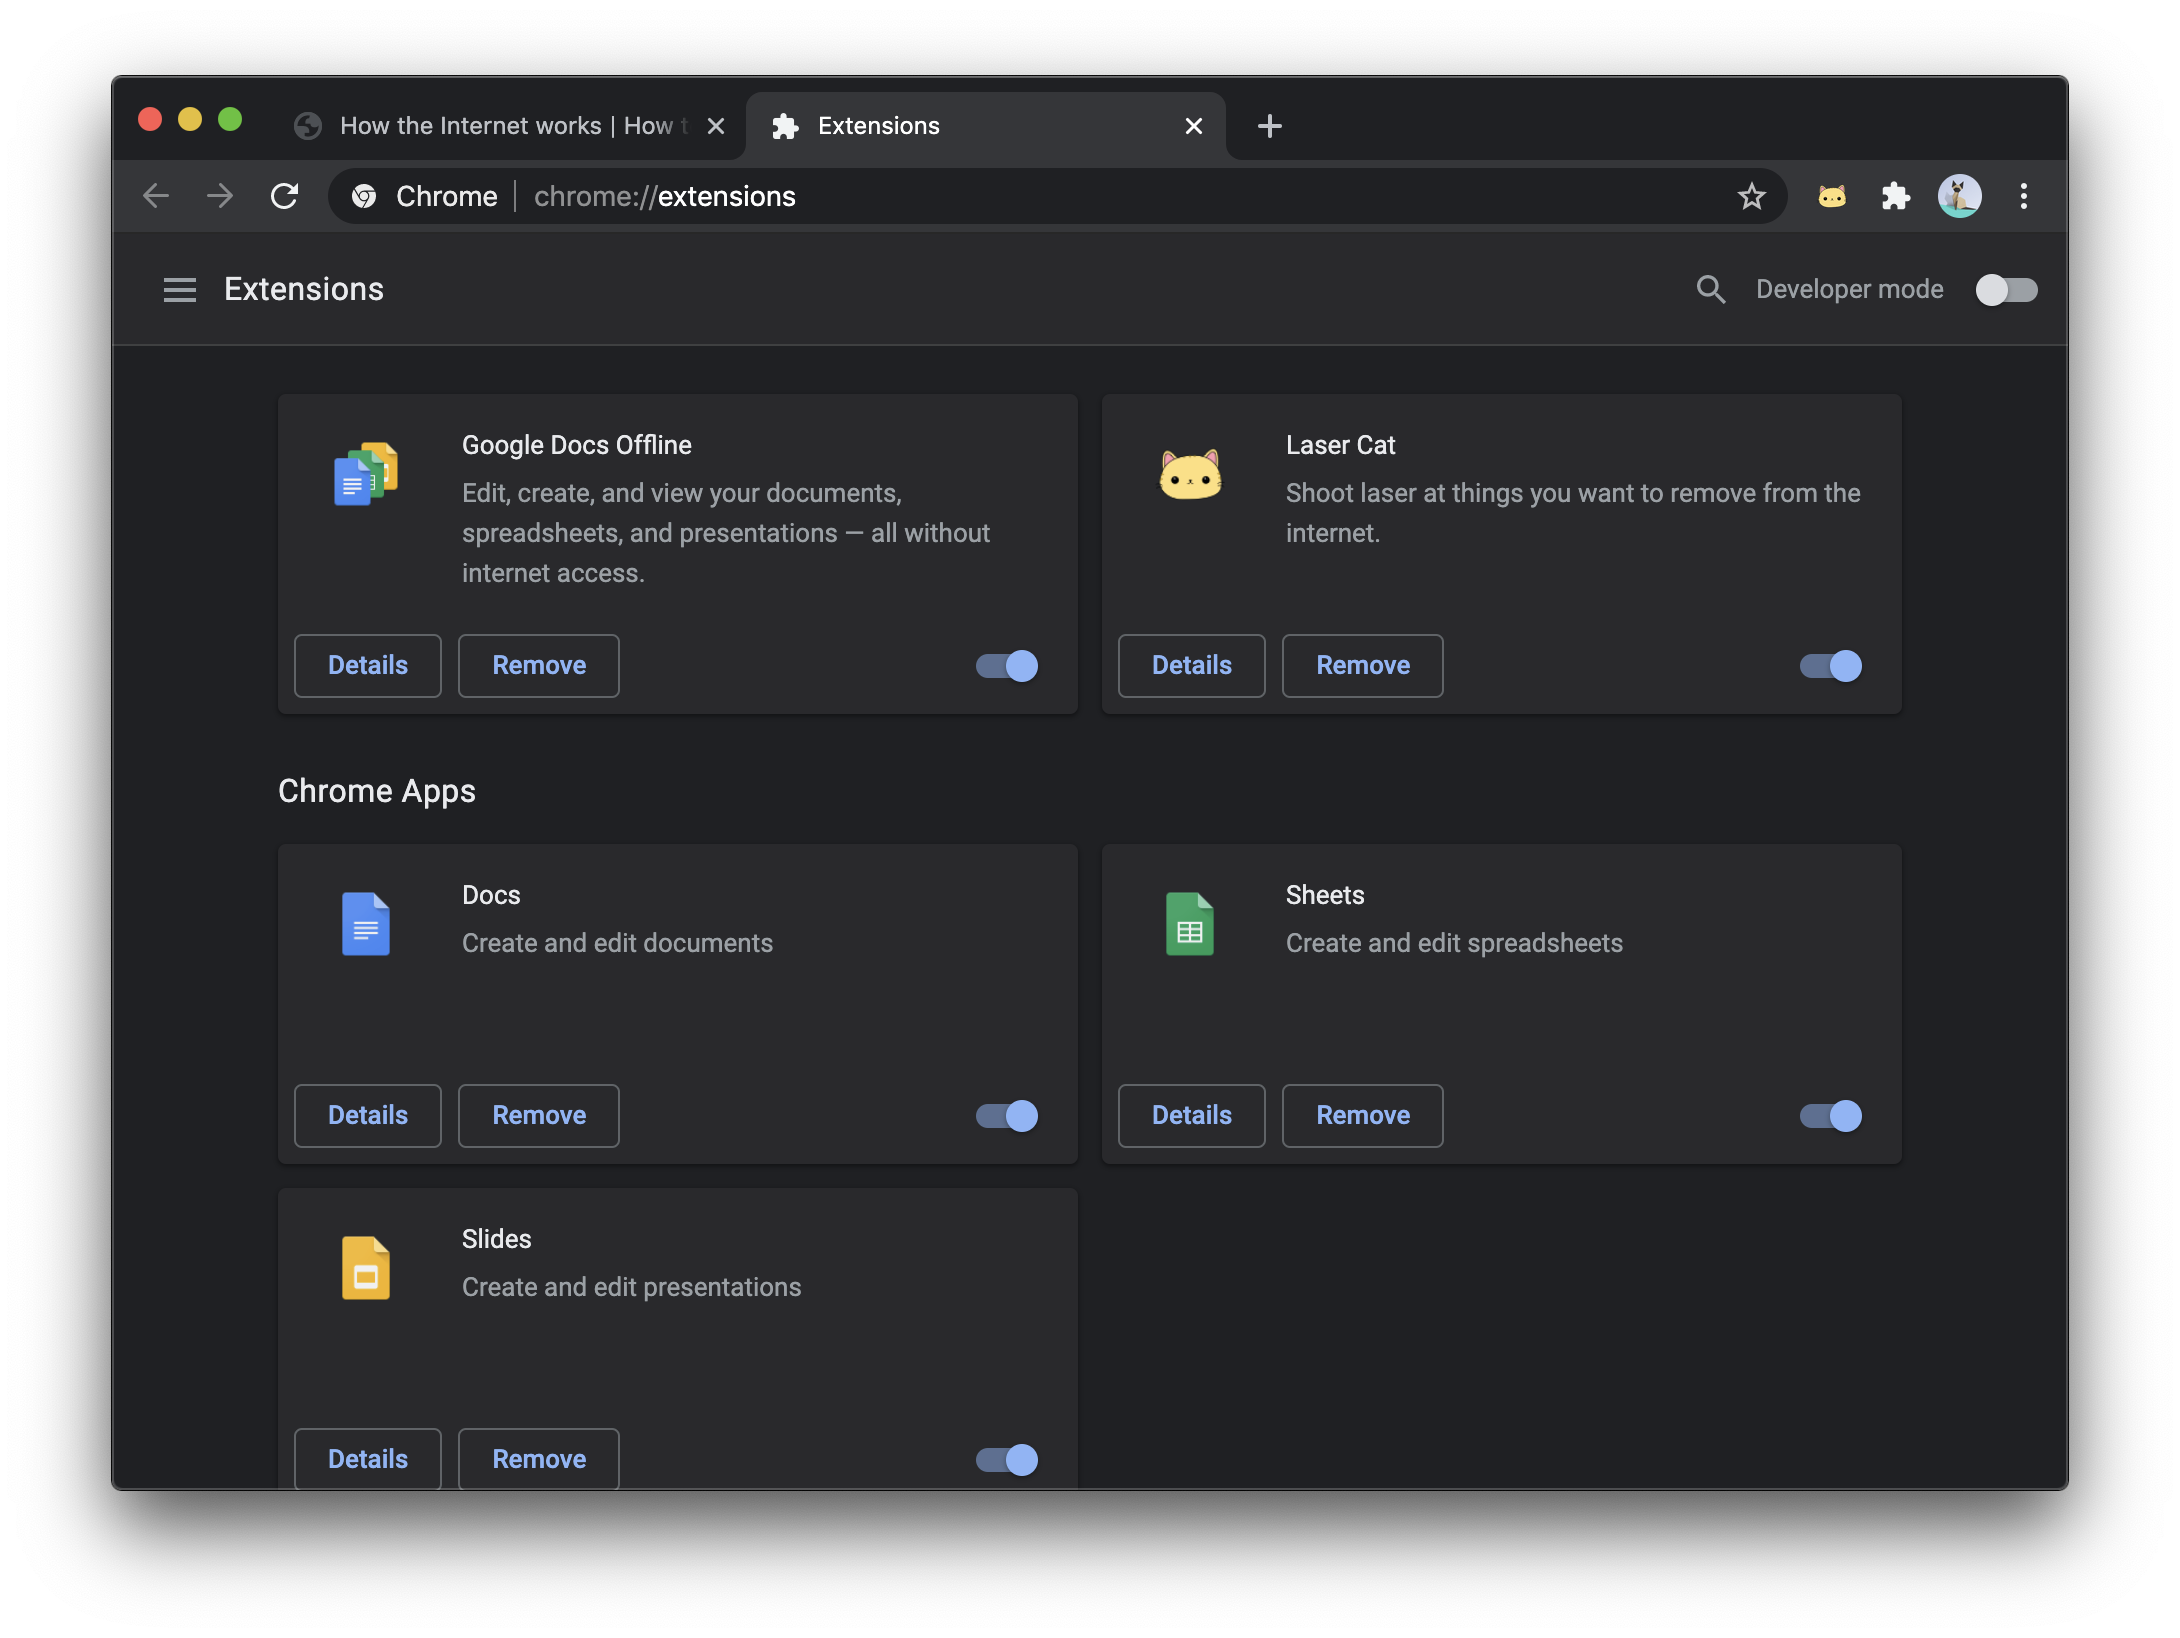 How the Internet works | How t
Extensions
Chrome | chrome://extensions
Extensions
Developer mode
Google Docs Offline
Edit, create, and view your documents,
spreadsheets, and presentations — all without
internet access.
Details
Remove
Laser Cat
Shoot laser at things you want to remove from the
internet.
Details
Remove
Chrome Apps
Docs
Create and edit documents
Details
Remove
Sheets
Create and edit spreadsheets
Details
Remove
Slides
Create and edit presentations
Details
Remove